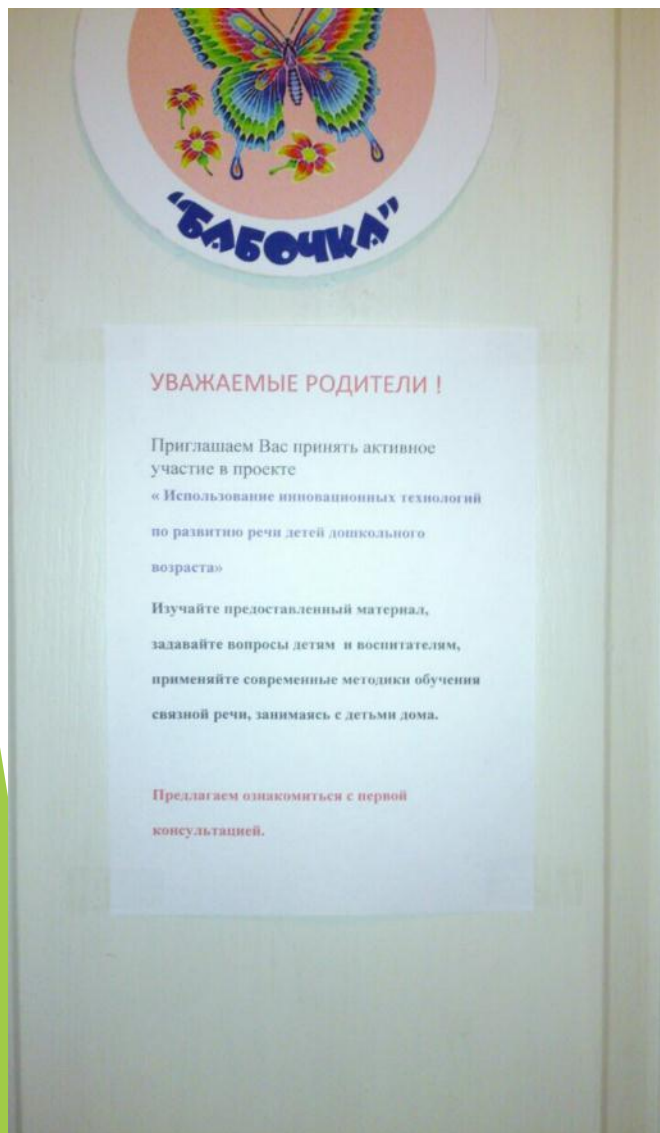 "БАБОЧКА"
УВАЖАЕМЫЕ РОДИТЕЛИ !
Приглашаем Вас принять активное
участие в проекте
« Использование инновационных технологий
по развитию речи детей дошкольного
возраста»
Изучайте предоставленный материал,
задавайте вопросы детям и воспитателям,
применяйте современные методики обучения
связной речи, занимаясь с детьми дома.
Предлагаем ознакомиться с первой
консультацией.